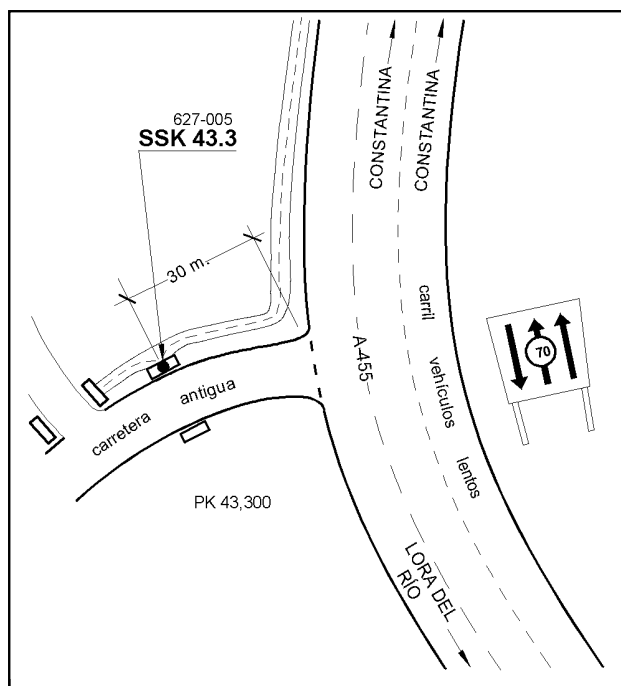 627-005
SSK 43.3
CONSTANTINA
CONSTANTINA
30 m.
carril
vehículos
lentos
70
A-455
carretera antigua
PK 43,300
LORA DEL
RÍO